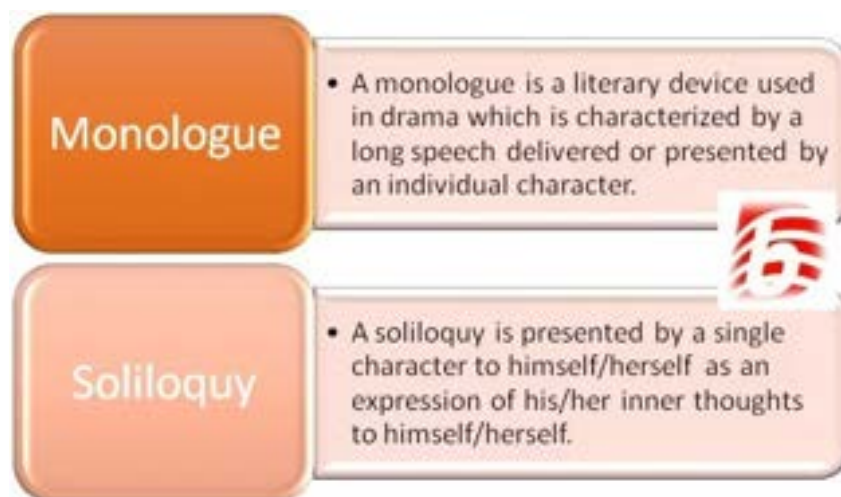 Monologue
• A monologue is a literary device used
in drama which is characterized by a
long speech delivered or presented by
an individual character.
Soliloquy
• A soliloquy is presented by a single
character to himself/herself as an
expression of his/her inner thoughts
to himself/herself.